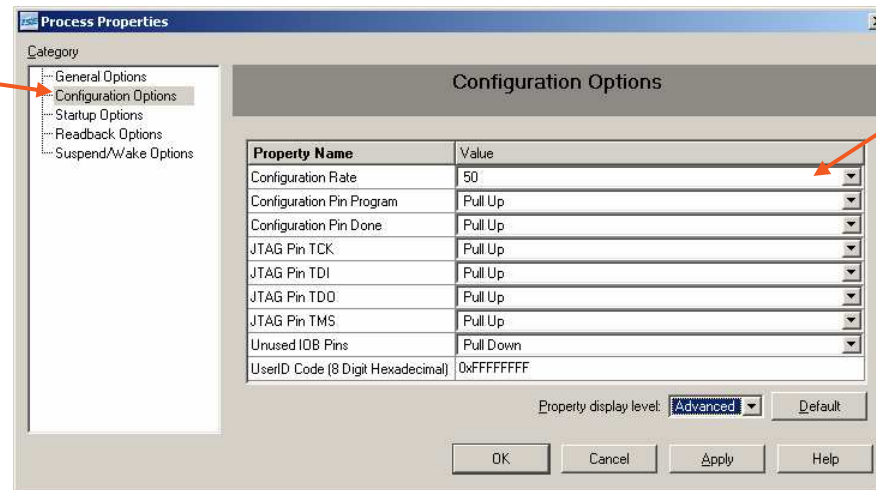 ISE Process Properties
Category
General Options
Configuration Options
Startup Options
Readback Options
Suspend/Wake Options
Configuration Options
Property Name Value
Configuration Rate 50
Configuration Pin Program Pull Up
Configuration Pin Done Pull Up
JTAG Pin TCK Pull Up
JTAG Pin TDI Pull Up
JTAG Pin TDO Pull Up
JTAG Pin TMS Pull Up
Unused IOB Pins Pull Down
UserID Code (8 Digit Hexadecimal) 0xFFFFFFFF
Property display level: Advanced Default
OK Cancel Apply Help